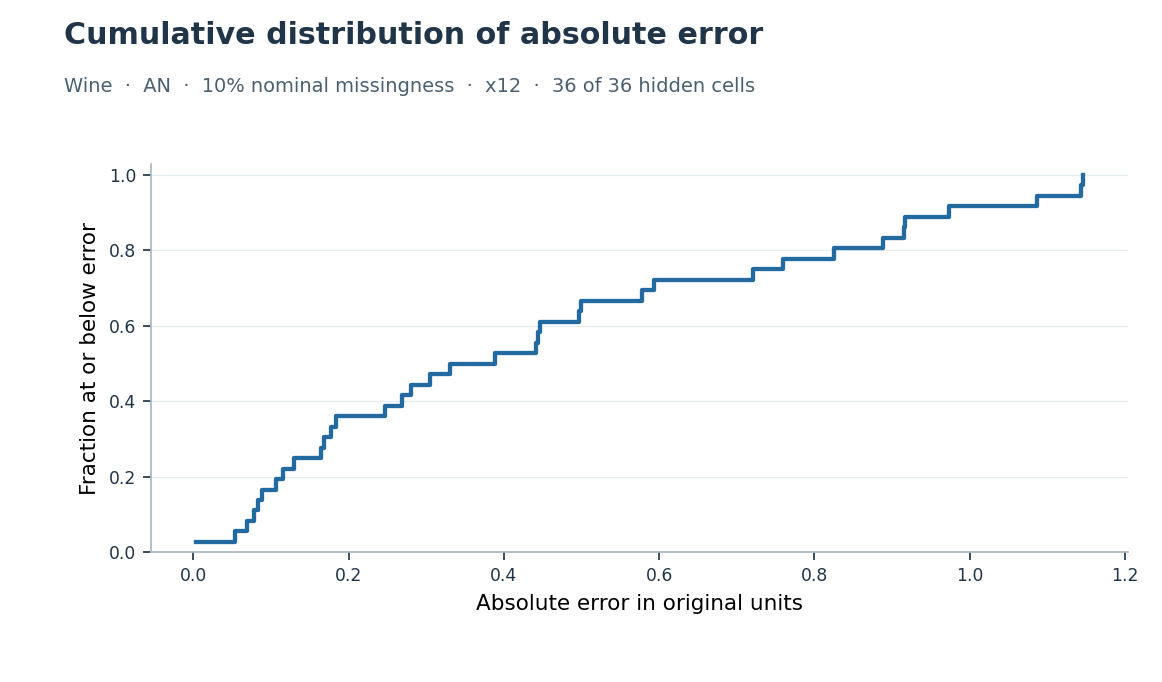 Cumulative distribution of absolute error
Wine · AN · 10% nominal missingness · x12 · 36 of 36 hidden cells
1.0
0.8
0.6
0.4
0.2
0.0
Fraction at or below error
0.0 0.2 0.4 0.6 0.8 1.0 1.2
Absolute error in original units